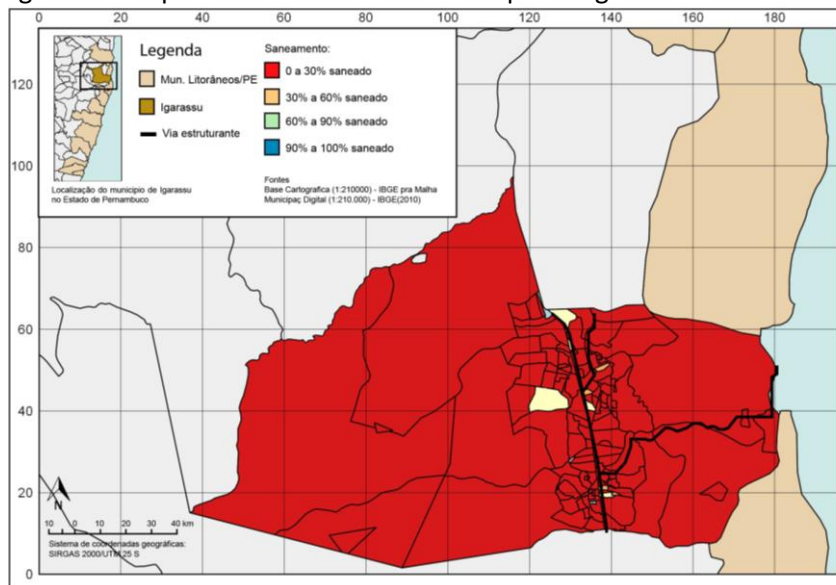 0 20 40 60 80 100 120 140 160 180
120
100
80
60
40
20
0
Legenda
Mun. Litorâneos/PE
Igarassu
Via estruturante
Saneamento:
0 a 30% saneado
30% a 60% saneado
60% a 90% saneado
90% a 100% saneado
Localização do municipio de Igarassu
no Estado de Pernambuco
Fontes
Base Cartografica (1:210000) - IBGE pra Malha
Municipaç Digital (1:210.000) - IBGE(2010)
N
10 0 10 20 30 40 km
Sistema de coordenadas geográficas:
SIRGAS 2000/UTM 25 S